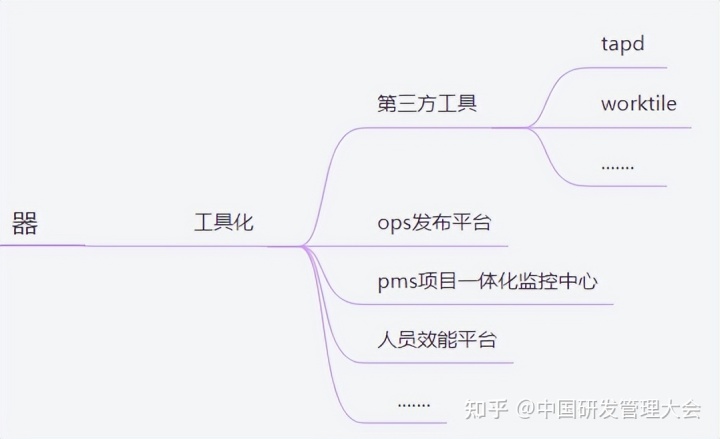 tapd
第三方工具
worktile
.......
器
工具化
ops发布平台
pms项目一体化监控中心
人员效能平台
.......
知乎 @中国研发管理大会